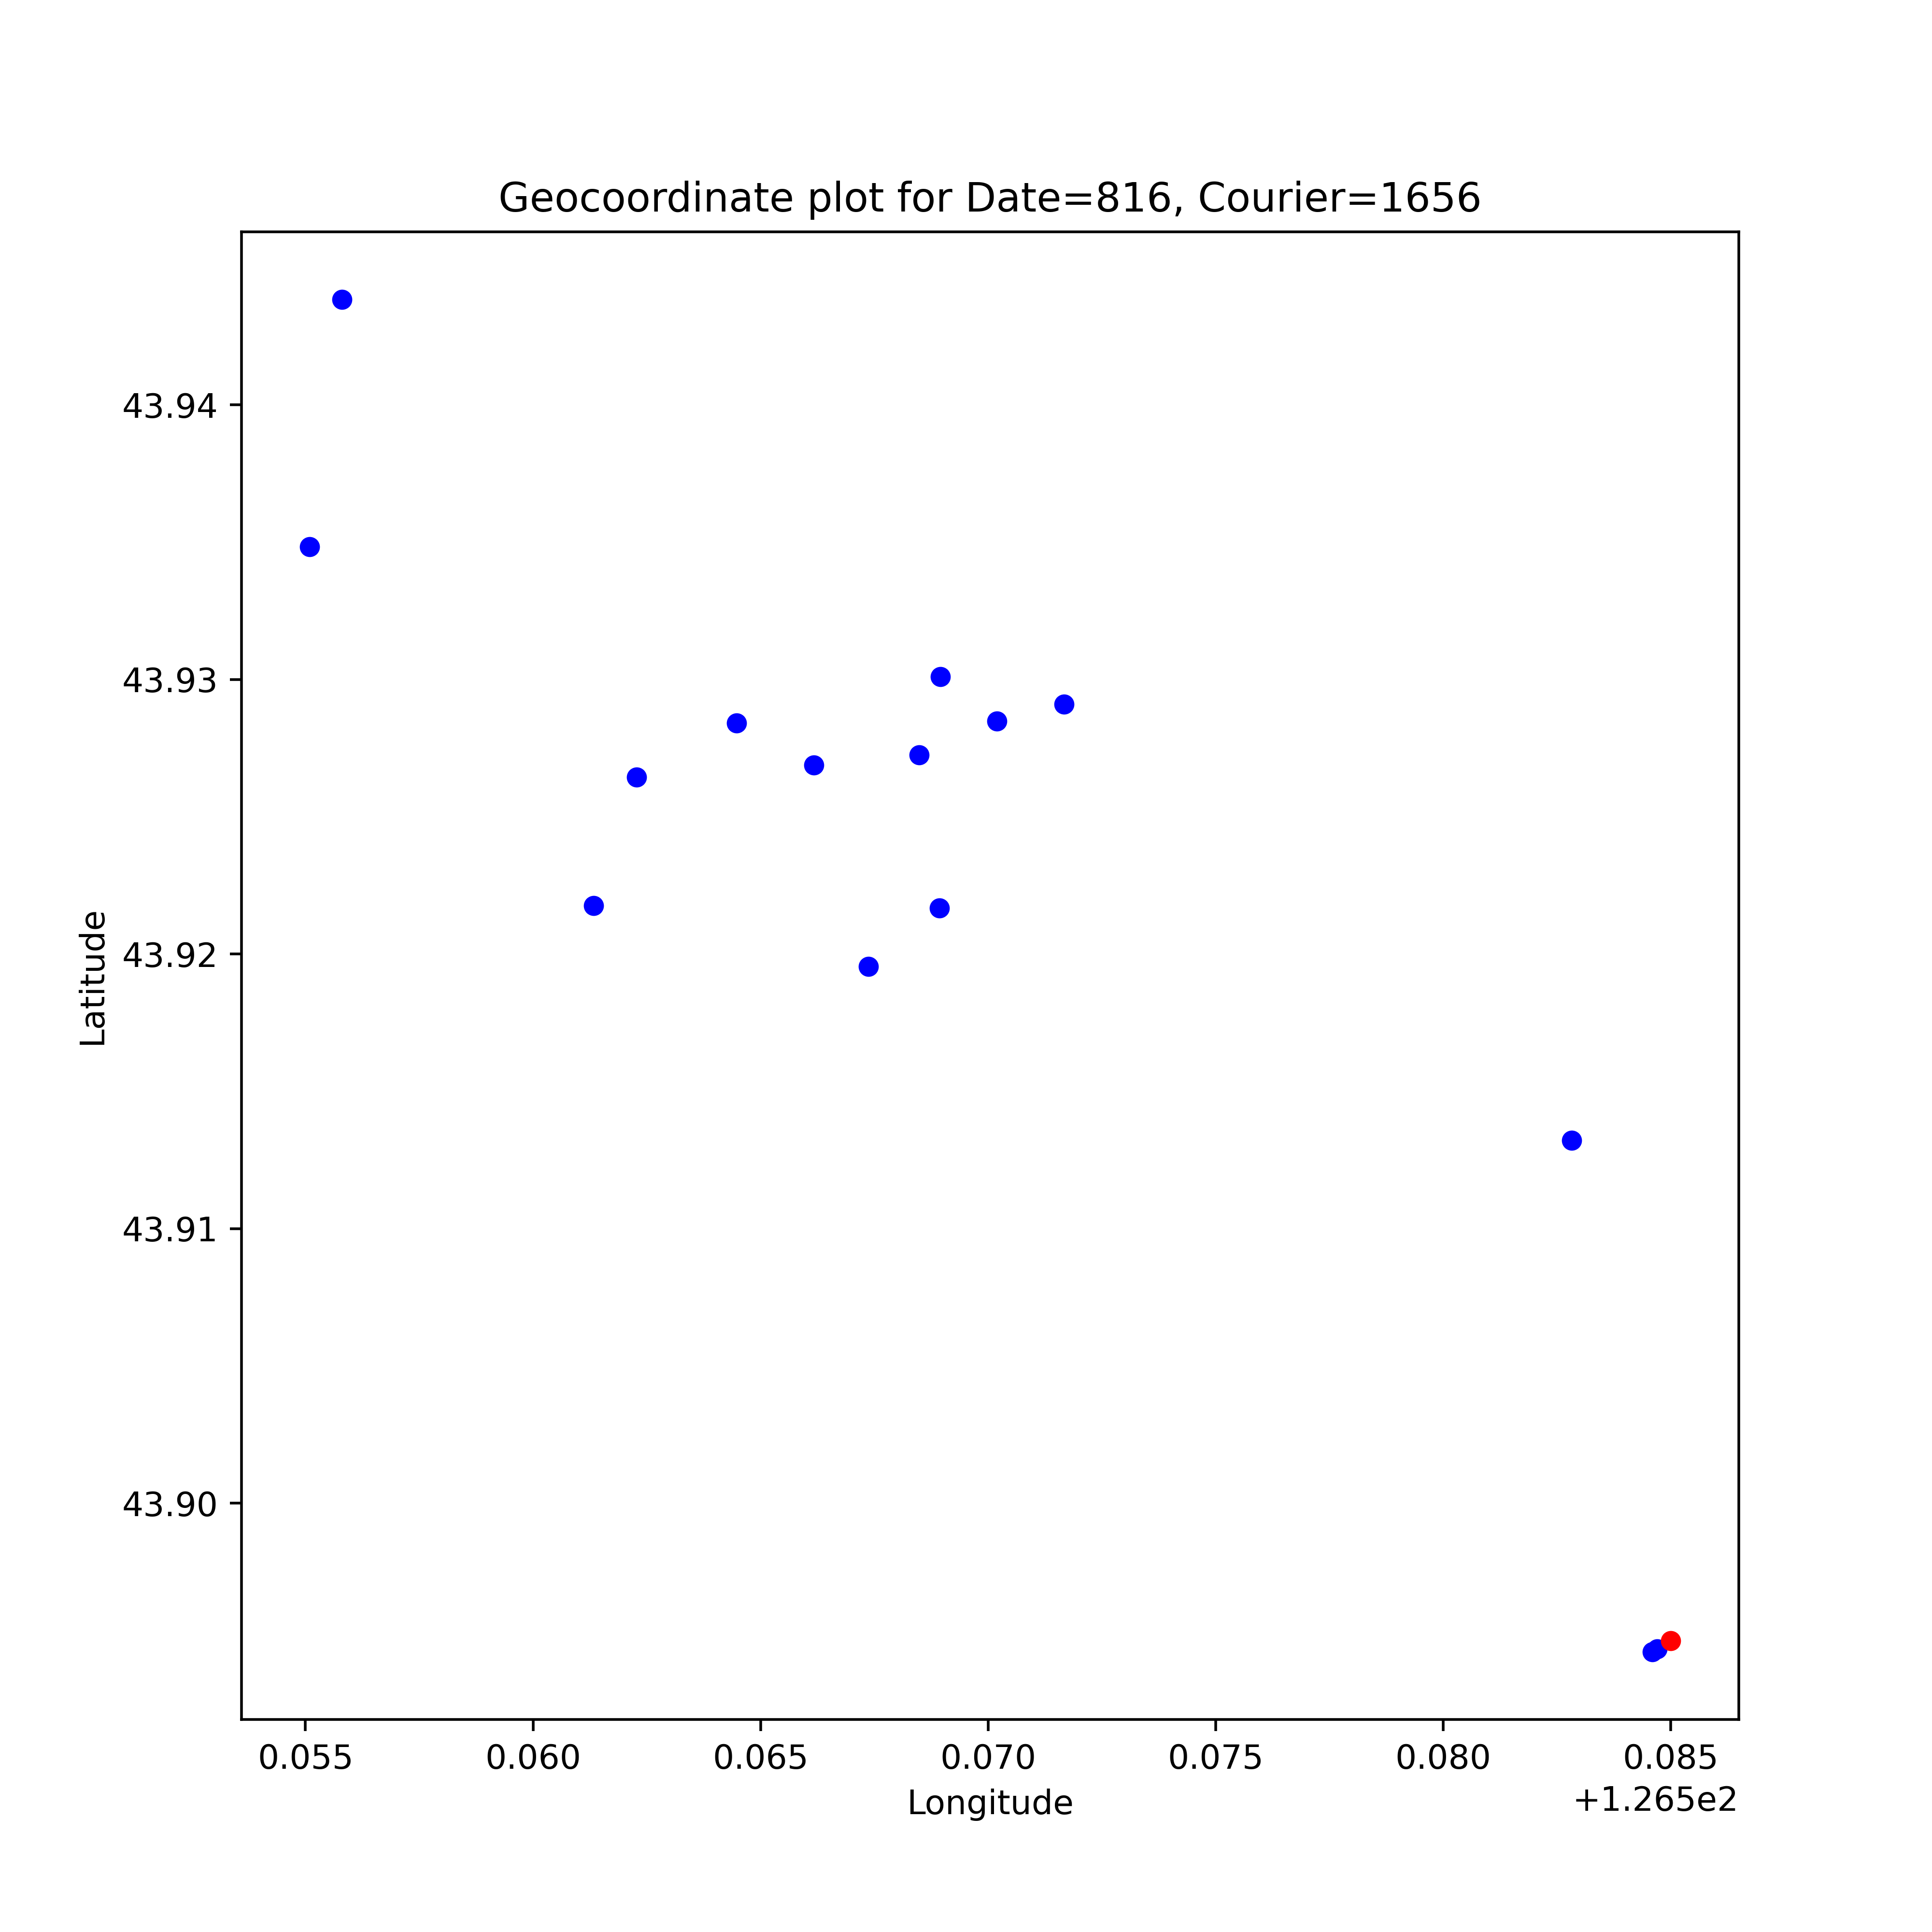 Geocoordinate plot for Date=816, Courier=1656
43.94
43.93
43.92
43.91
43.90
Latitude
0.055 0.060 0.065 0.070 0.075 0.080 0.085
+1.265e2
Longitude